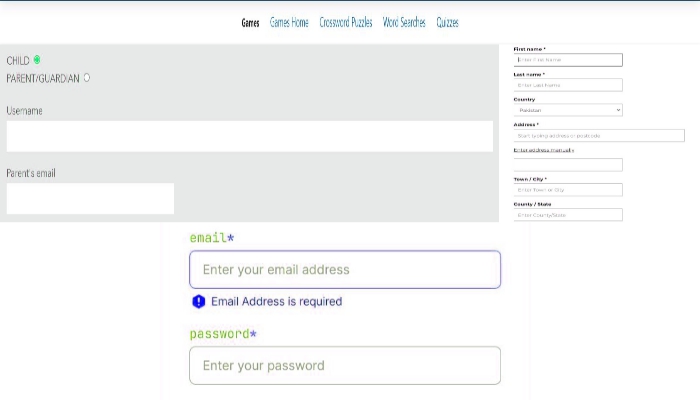 Games Games Home Crossword Puzzles Word Searches Quizzes
CHILD
PARENT/GUARDIAN
Username
Parent's email
First name *
Enter First Name
Last name *
Enter Last Name
Country
Pakistan
Address *
Start typing address or postcode
Enter address manually
Town / City *
Enter Town or City
County / State
Enter County/State
email*
Enter your email address
Email Address is required
password*
Enter your password